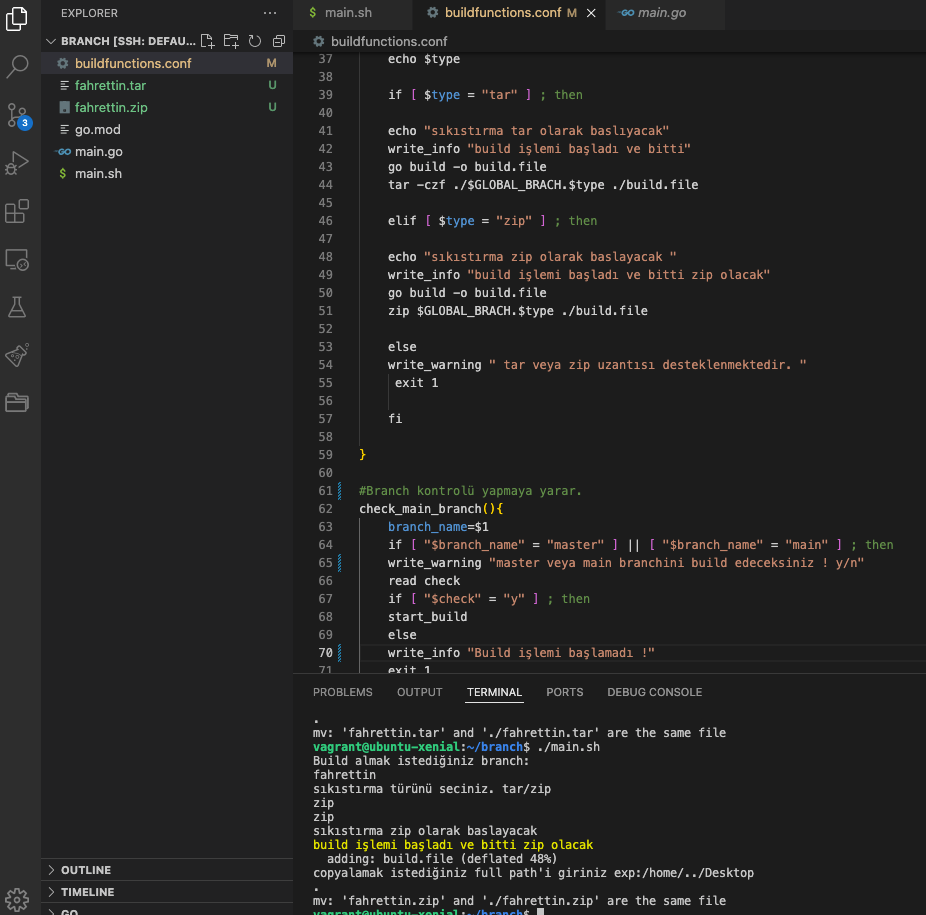 EXPLORER
BRANCH [SSH: DEFAU...
buildfunctions.conf M
fahrettin.tar U
fahrettin.zip U
go.mod
main.go
main.sh
3
OUTLINE
TIMELINE
GO
$ main.sh
buildfunctions.conf M
main.go
buildfunctions.conf
37 echo $type
38
39 if [ $type = "tar" ] ; then
40
41 echo "sıkıstırma tar olarak baslıyacak"
42 write_info "build işlemi başladı ve bitti"
43 go build -o build.file
44 tar -czf ./$GLOBAL_BRACH.$type ./build.file
45
46 elif [ $type = "zip" ] ; then
47
48 echo "sıkıstırma zip olarak baslayacak "
49 write_info "build işlemi başladı ve bitti zip olacak"
50 go build -o build.file
51 zip $GLOBAL_BRACH.$type ./build.file
52
53 else
54 write_warning " tar veya zip uzantısı desteklenmektedir. "
55 exit 1
56
57 fi
58
59 }
60
61 #Branch kontrolü yapmaya yarar.
62 check_main_branch(){
63 branch_name=$1
64 if [ "$branch_name" = "master" ] || [ "$branch_name" = "main" ] ; then
65 write_warning "master veya main branchini build edeceksiniz ! y/n"
66 read check
67 if [ "$check" = "y" ] ; then
68 start_build
69 else
70 write_info "Build işlemi başlamadı !"
71 exit 1
PROBLEMS OUTPUT TERMINAL PORTS DEBUG CONSOLE
.
mv: 'fahrettin.tar' and './fahrettin.tar' are the same file
vagrant@ubuntu-xenial:~/branch$ ./main.sh
Build almak istediğiniz branch:
fahrettin
sıkıstırma türünü seciniz. tar/zip
zip
zip
sıkıstırma zip olarak baslayacak
build işlemi başladı ve bitti zip olacak
adding: build.file (deflated 48%)
copyalamak istediğiniz full path'i giriniz exp:/home/../Desktop
.
mv: 'fahrettin.zip' and './fahrettin.zip' are the same file
vagrant@ubuntu-xenial:~/branch$